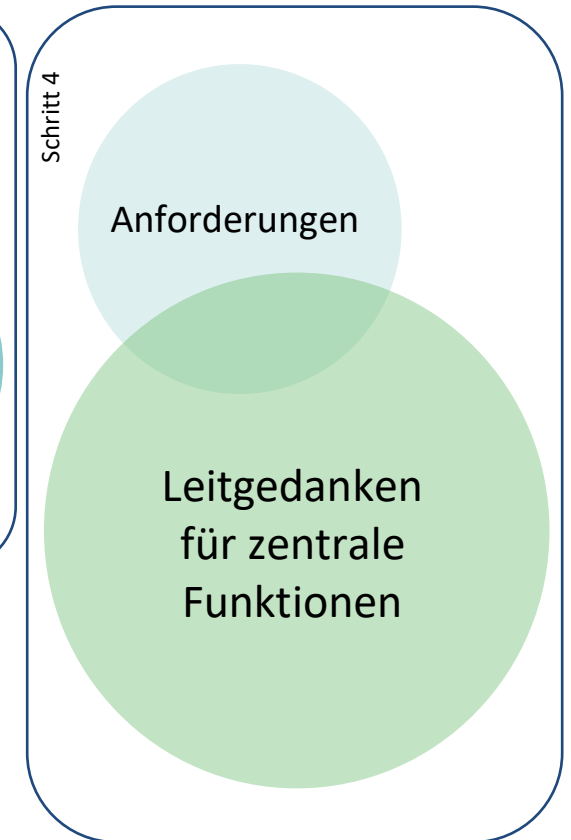 Schritt 4
Anforderungen
Leitgedanken
für zentrale
Funktionen